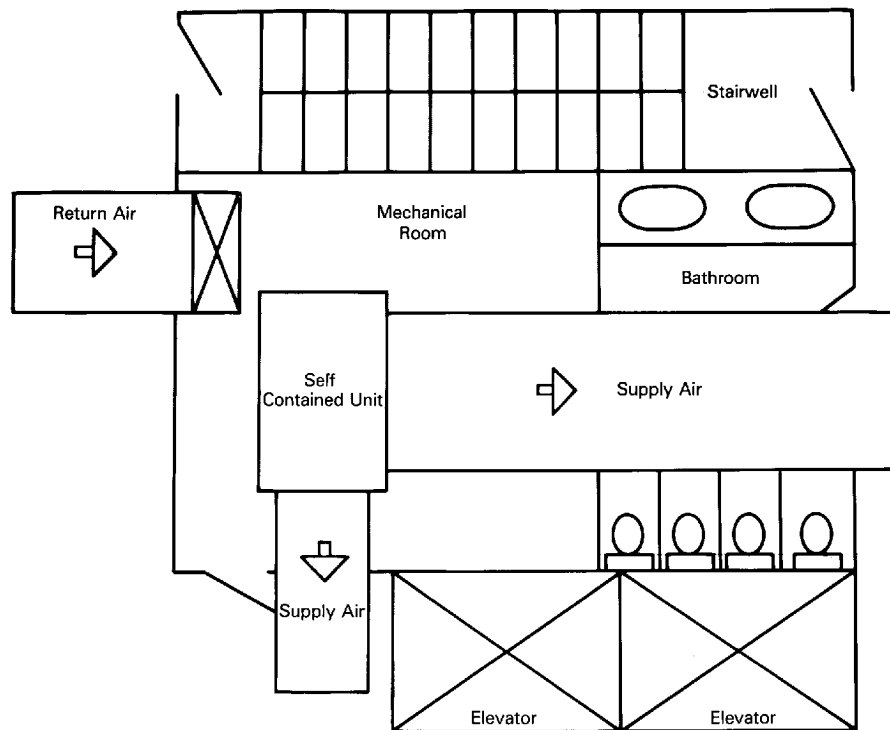 Stairwell
Return Air
Mechanical
Room
Bathroom
Self
Contained Unit
Supply Air
Supply Air
Elevator
Elevator